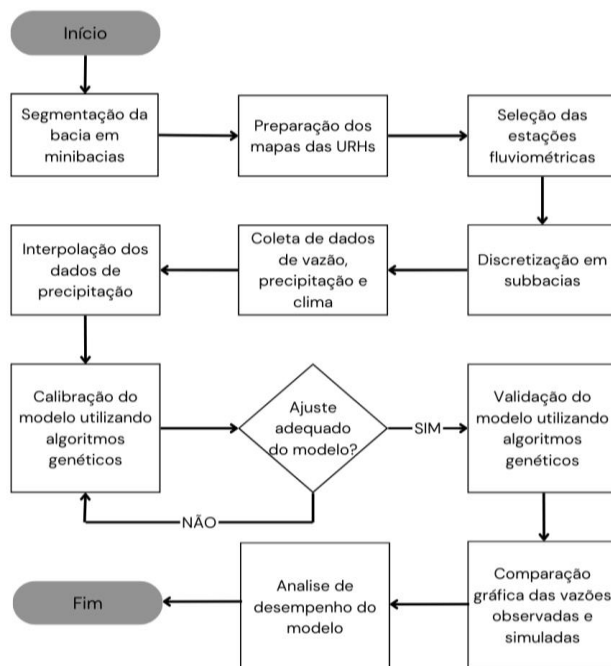 Início
Segmentação da
bacia em
minibacias
Preparação dos
mapas das URHs
Seleção das
estações
fluviométricas
Discretização em
subbacias
Coleta de dados
de vazão,
precipitação e
clima
Interpolação dos
dados de
precipitação
Calibração do
modelo utilizando
algoritmos
genéticos
Ajuste
adequado
do modelo?
SIM
NÃO
Validação do
modelo utilizando
algoritmos
genéticos
Comparação
gráfica das vazões
observadas e
simuladas
Analise de
desempenho do
modelo
Fim